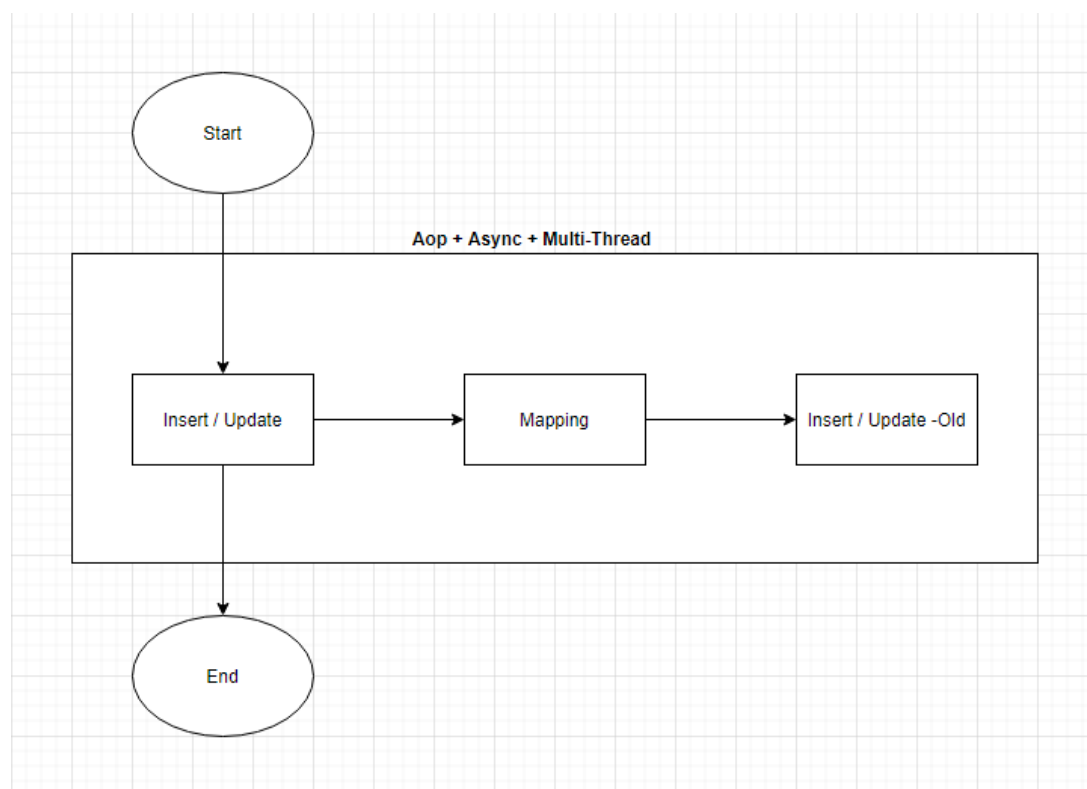 Start
Aop + Async + Multi-Thread
Insert / Update
Mapping
Insert / Update -Old
End